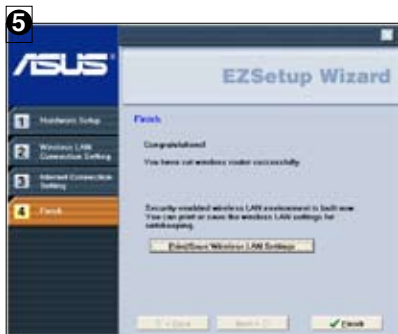 5
ASUS
EZSetup Wizard
1 Hardware Setup
2 Wireless LAN
Connection Setting
3 Internet Connection
Setting
4 Finish
Finish
Congratulations!
You have set wireless router successfully.
Security-enabled wireless LAN environment is built now.
You can print or save the wireless LAN settings for
safekeeping.
Print/Save Wireless LAN Settings
< Back
Next >
Finish